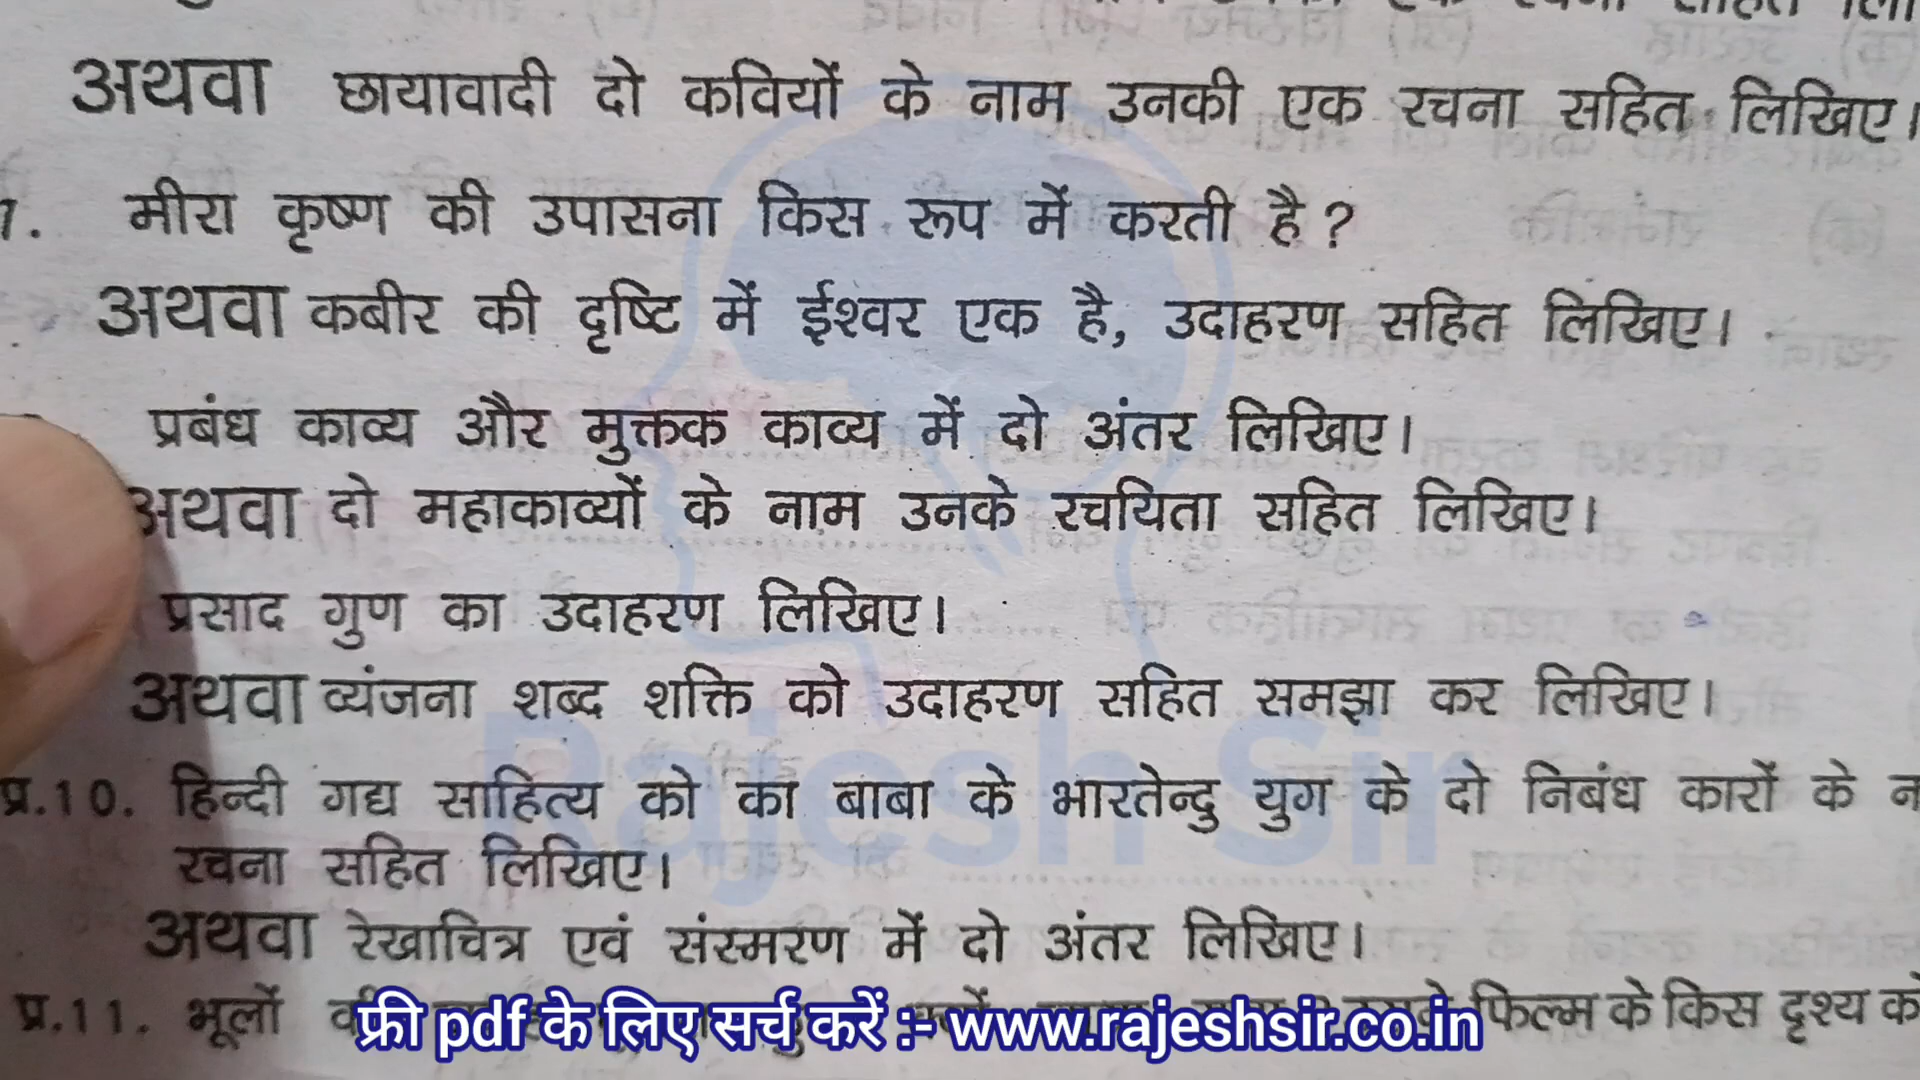 अथवा छायावादी दो कवियों के नाम उनकी एक रचना सहित लिखिए।
मीरा कृष्ण की उपासना किस रूप में करती है?
अथवा कबीर की दृष्टि में ईश्वर एक है, उदाहरण सहित लिखिए।
प्रबंध काव्य और मुक्तक काव्य में दो अंतर लिखिए।
अथवा दो महाकाव्यों के नाम उनके रचयिता सहित लिखिए।
प्रसाद गुण का उदाहरण लिखिए।
अथवा व्यंजना शब्द शक्ति को उदाहरण सहित समझा कर लिखिए।
Rajesh Sir
प्र.10. हिन्दी गद्य साहित्य को का बाबा के भारतेन्दु युग के दो निबंध कारों के
रचना सहित लिखिए।
अथवा रेखाचित्र एवं संस्मरण में दो अंतर लिखिए।
प्र.11. भूलों फिल्म के किस दृश्य
फ्री pdf के लिए सर्च करें :- www.rajeshsir.co.in